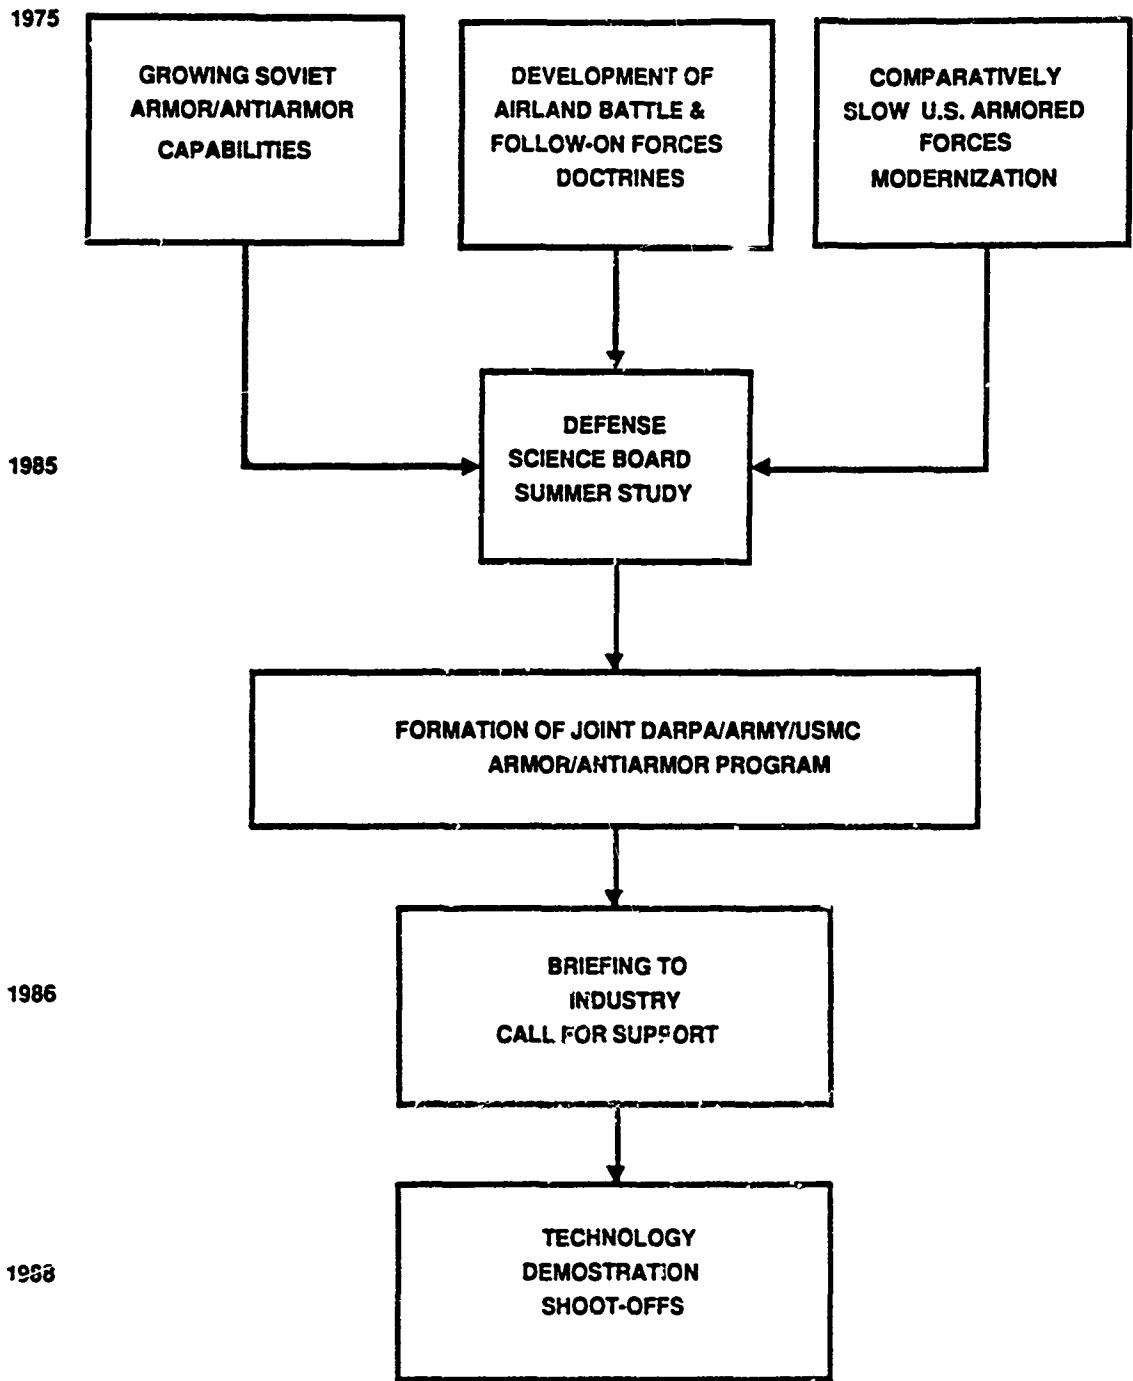 1975
GROWING SOVIET
ARMOR/ANTIARMOR
CAPABILITIES
DEVELOPMENT OF
AIRLAND BATTLE &
FOLLOW-ON FORCES
DOCTRINES
COMPARATIVELY
SLOW U.S. ARMORED
FORCES
MODERNIZATION
1985
DEFENSE
SCIENCE BOARD
SUMMER STUDY
FORMATION OF JOINT DARPA/ARMY/USMC
ARMOR/ANTIARMOR PROGRAM
1986
BRIEFING TO
INDUSTRY
CALL FOR SUPPORT
1988
TECHNOLOGY
DEMOSTRATION
SHOOT-OFFS